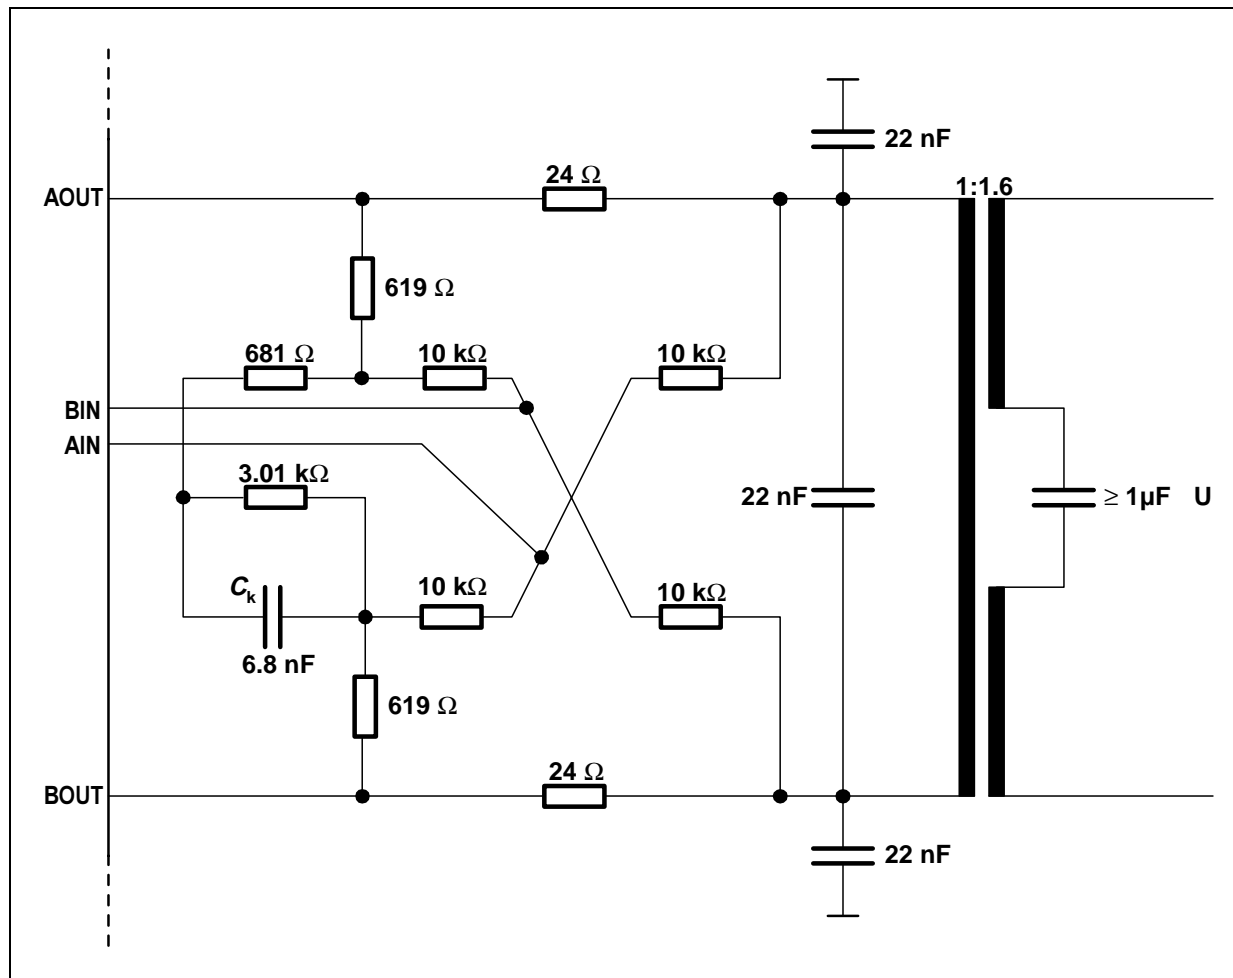 22 nF
24 Ω
1:1.6
AOUT
619 Ω
681 Ω
10 kΩ
10 kΩ
BIN
AIN
3.01 kΩ
22 nF
≥ 1µF U
Ck
10 kΩ
10 kΩ
6.8 nF
619 Ω
24 Ω
BOUT
22 nF